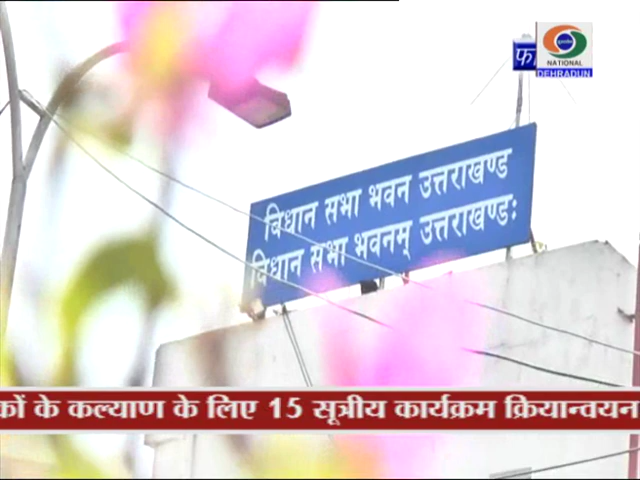 NATIONAL
DEHRADUN
विधान सभा भवन उत्तराखण्ड
विधान सभा भवनम् उत्तराखण्डः
के कल्याण के लिए 15 सूत्रीय कार्यक्रम क्रियान्वयन